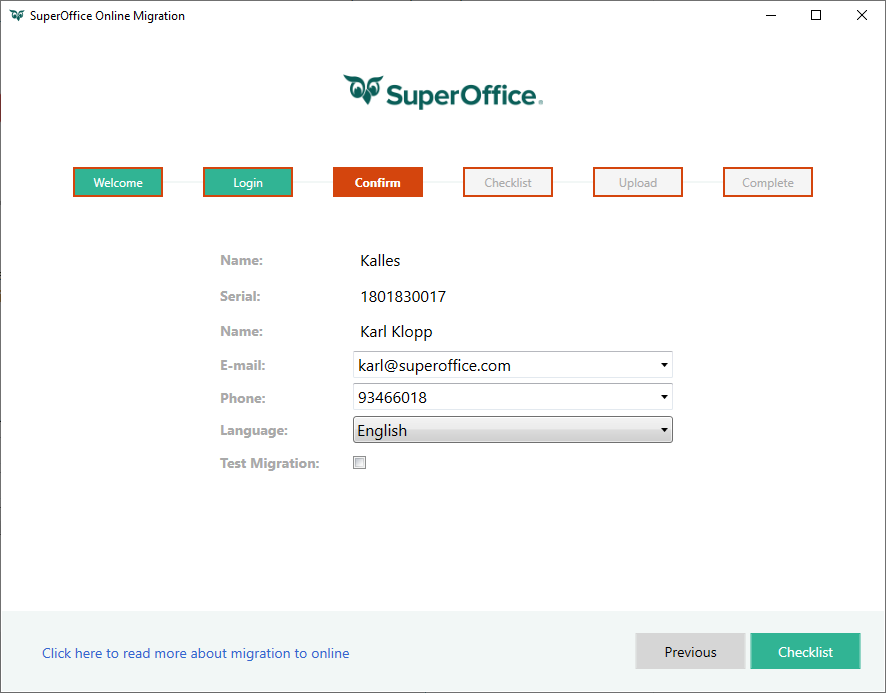 SuperOffice Online Migration
SuperOffice
Welcome Login Confirm Checklist Upload Complete
Name: Kalles
Serial: 1801830017
Name: Karl Klopp
E-mail: karl@superoffice.com
Phone: 93466018
Language: English
Test Migration:
Click here to read more about migration to online Previous Checklist